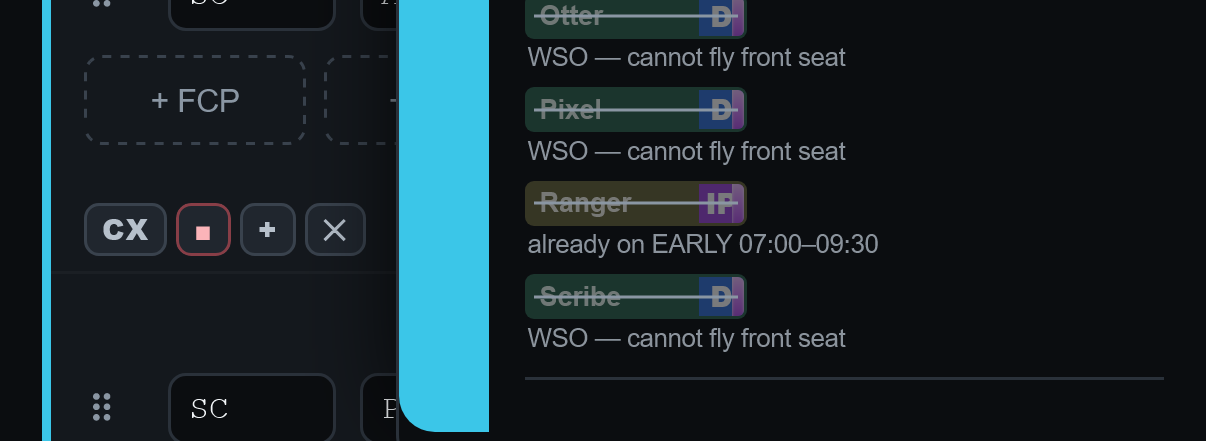 Otter D
WSO — cannot fly front seat
+ FCP
Pixel D
WSO — cannot fly front seat
Ranger IP
CX + ×
already on EARLY 07:00–09:30
Scribe D
WSO — cannot fly front seat
SC